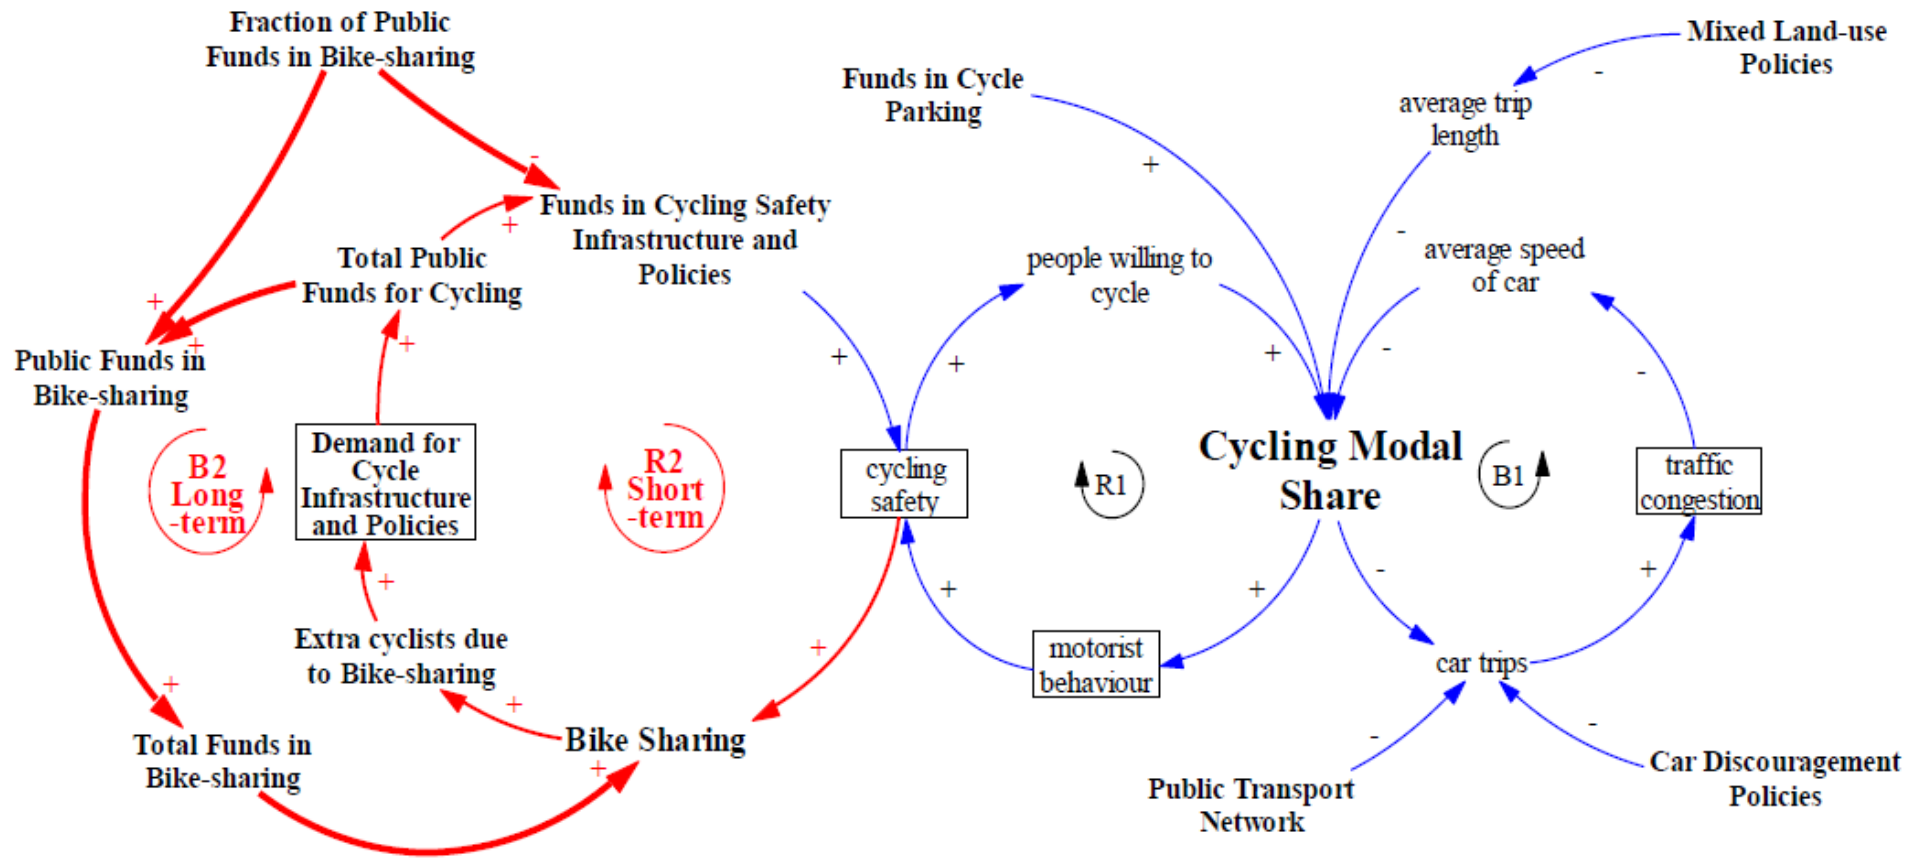 Fraction of Public
Funds in Bike-sharing
-
+
Funds in Cycling Safety
Infrastructure and
Policies
+
Total Public
Funds for Cycling
+
+
+
Public Funds in
Bike-sharing
B2
Long
-term
Demand for
Cycle
Infrastructure
and Policies
R2
Short
-term
+
Extra cyclists due
to Bike-sharing
+
+
Total Funds in
Bike-sharing
Bike Sharing
+
+
Funds in Cycle
Parking
+
Mixed Land-use
Policies
-
average trip
length
-
people willing to
cycle
average speed
of car
+
+
+
-
-
cycling
safety
R1
Cycling Modal
Share
B1
traffic
congestion
+
+
-
+
motorist
behaviour
car trips
-
-
Public Transport
Network
Car Discouragement
Policies